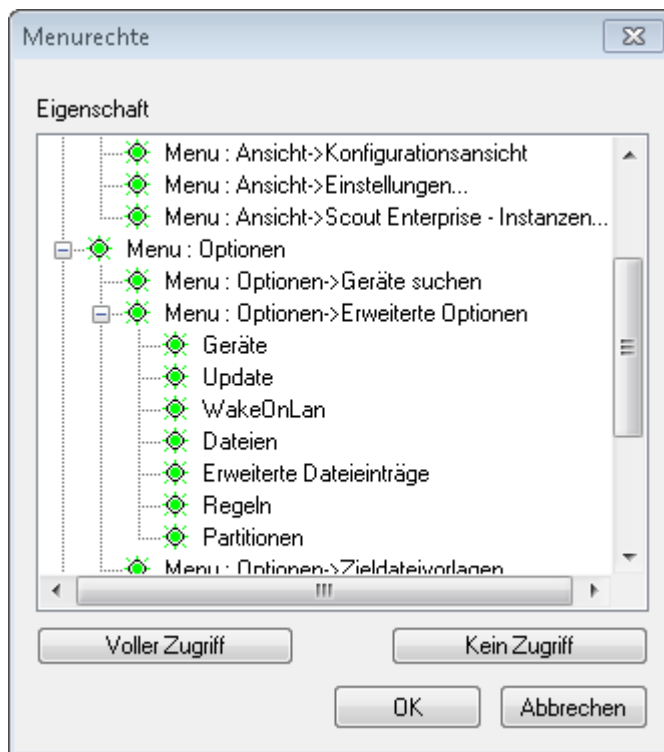 Menurechte
Eigenschaft
Menu : Ansicht->Konfigurationsansicht
Menu : Ansicht->Einstellungen...
Menu : Ansicht->Scout Enterprise - Instanzen...
Menu : Optionen
Menu : Optionen->Geräte suchen
Menu : Optionen->Erweiterte Optionen
Geräte
Update
WakeOnLan
Dateien
Erweiterte Dateieinträge
Regeln
Partitionen
Menu : Optionen->Zieldateivorlagen
Voller Zugriff
Kein Zugriff
OK
Abbrechen